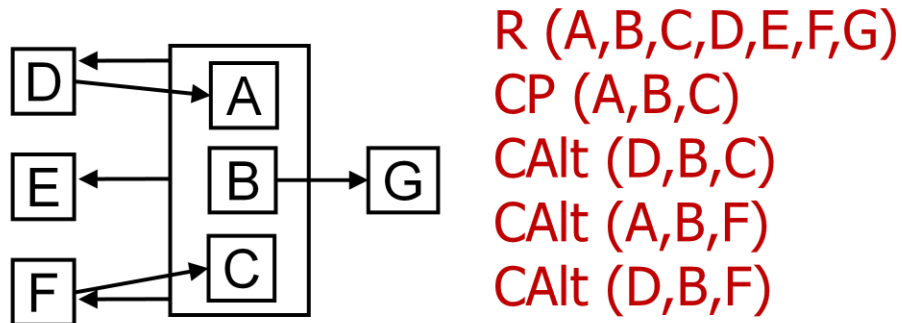 D
E
F
A
B
C
G
R (A,B,C,D,E,F,G)
CP (A,B,C)
CAlt (D,B,C)
CAlt (A,B,F)
CAlt (D,B,F)